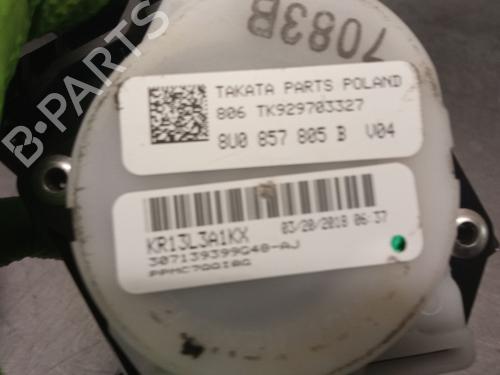 7083B
TAKATA PARTS POLAND
806 TK929703327
8U0 857 805 B V04
KR13L3A1KX 03/20/2018 06:37
307139399G48-AJ
B-PARTS